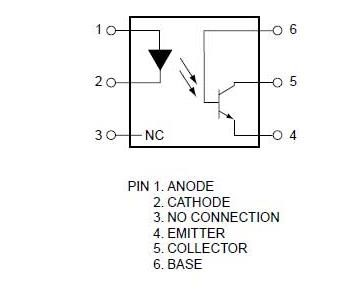 1 6
2 5
3 NC 4
PIN 1. ANODE
2. CATHODE
3. NO CONNECTION
4. EMITTER
5. COLLECTOR
6. BASE